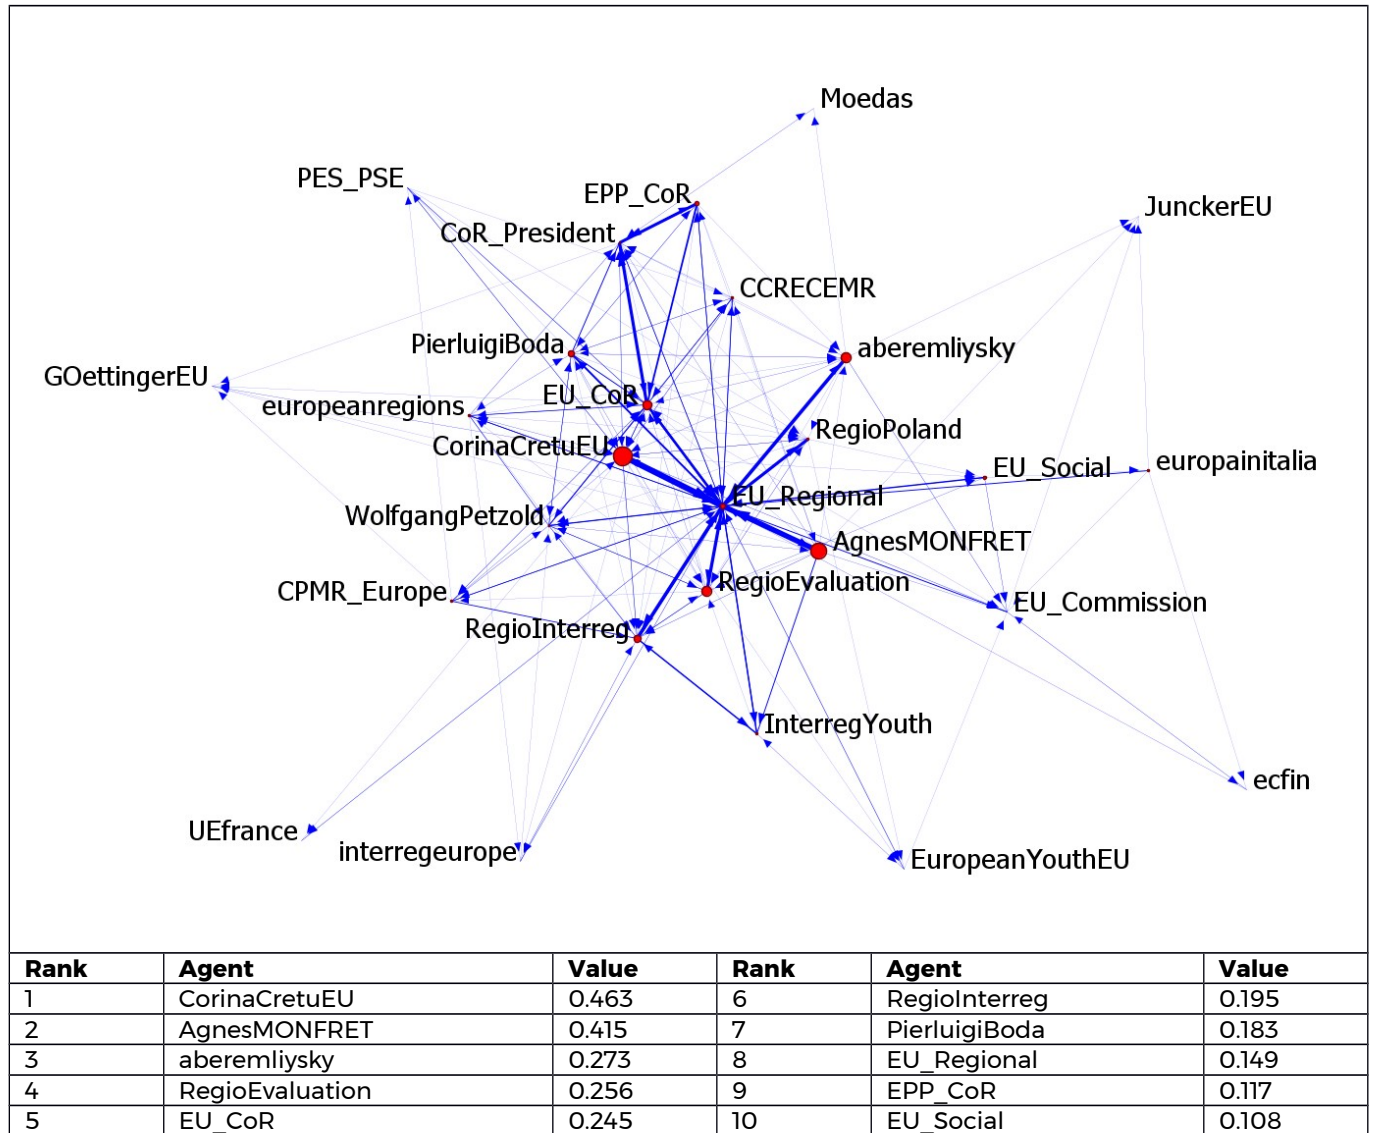 Moedas
PES_PSE
EPP_CoR
JunckerEU
CoR_President
CCRECEMR
PierluigiBoda
aberemliysky
GOettingerEU
EU_CoR
europeanregions
RegioPoland
CorinaCretuEU
EU_Social
europainitalia
EU_Regional
WolfgangPetzold
AgnesMONFRET
RegioEvaluation
CPMR_Europe
EU_Commission
RegioInterreg
InterregYouth
ecfin
UEfrance
interregeurope
EuropeanYouthEU
Rank Agent Value Rank Agent Value
1 CorinaCretuEU 0.463 6 RegioInterreg 0.195
2 AgnesMONFRET 0.415 7 PierluigiBoda 0.183
3 aberemliysky 0.273 8 EU_Regional 0.149
4 RegioEvaluation 0.256 9 EPP_CoR 0.117
5 EU_CoR 0.245 10 EU_Social 0.108